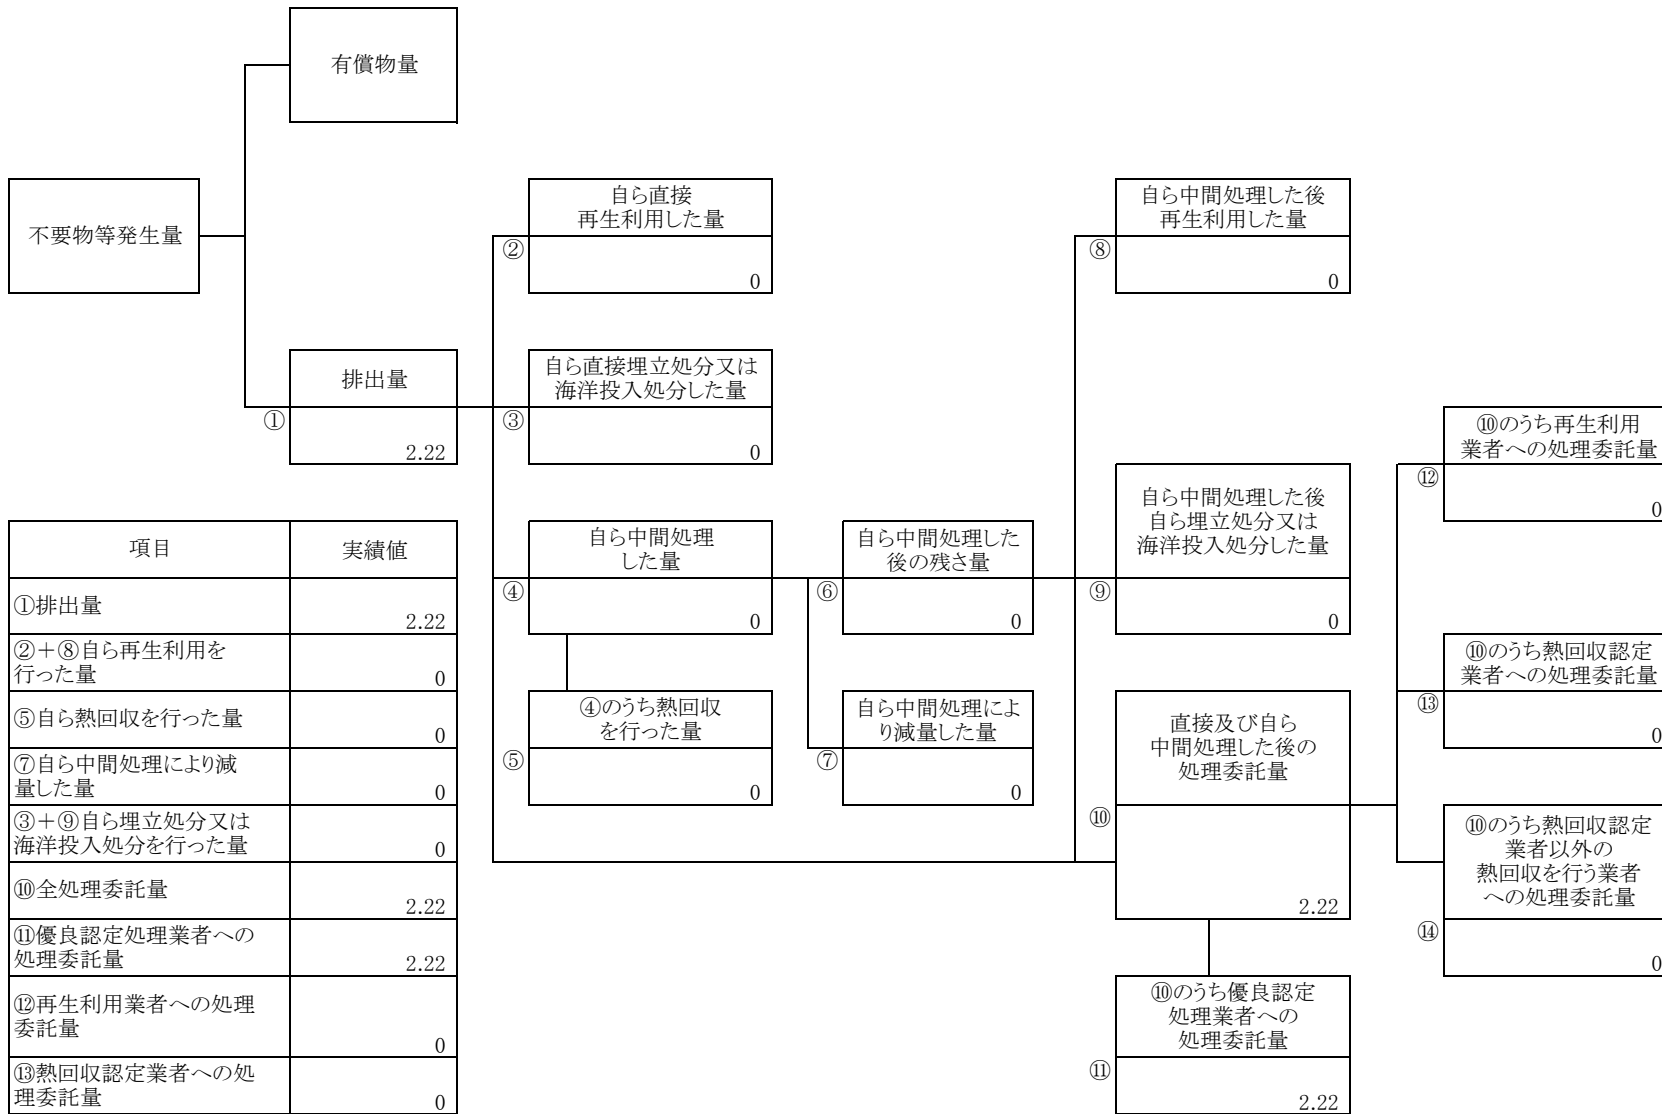 有償物量
不要物等発生量
自ら直接
再生利用した量
②
0
自ら中間処理した後
再生利用した量
⑧
0
排出量
①
2.22
自ら直接埋立処分又は
海洋投入処分した量
③
0
⑩のうち再生利用
業者への処理委託量
⑫
0
自ら中間処理した後
自ら埋立処分又は
海洋投入処分した量
⑨
0
自ら中間処理
した量
④
0
自ら中間処理した
後の残さ量
⑥
0
⑩のうち熱回収認定
業者への処理委託量
⑬
0
④のうち熱回収
を行った量
⑤
0
自ら中間処理によ
り減量した量
⑦
0
直接及び自ら
中間処理した後の
処理委託量
⑩
2.22
⑩のうち熱回収認定
業者以外の
熱回収を行う業者
への処理委託量
⑭
0
⑩のうち優良認定
処理業者への
処理委託量
⑪
2.22
項目 実績値
①排出量
2.22
②+⑧自ら再生利用を
行った量
0
⑤自ら熱回収を行った量
0
⑦自ら中間処理により減
量した量
0
③+⑨自ら埋立処分又は
海洋投入処分を行った量
0
⑩全処理委託量
2.22
⑪優良認定処理業者への
処理委託量
2.22
⑫再生利用業者への処理
委託量
0
⑬熱回収認定業者への処
理委託量
0